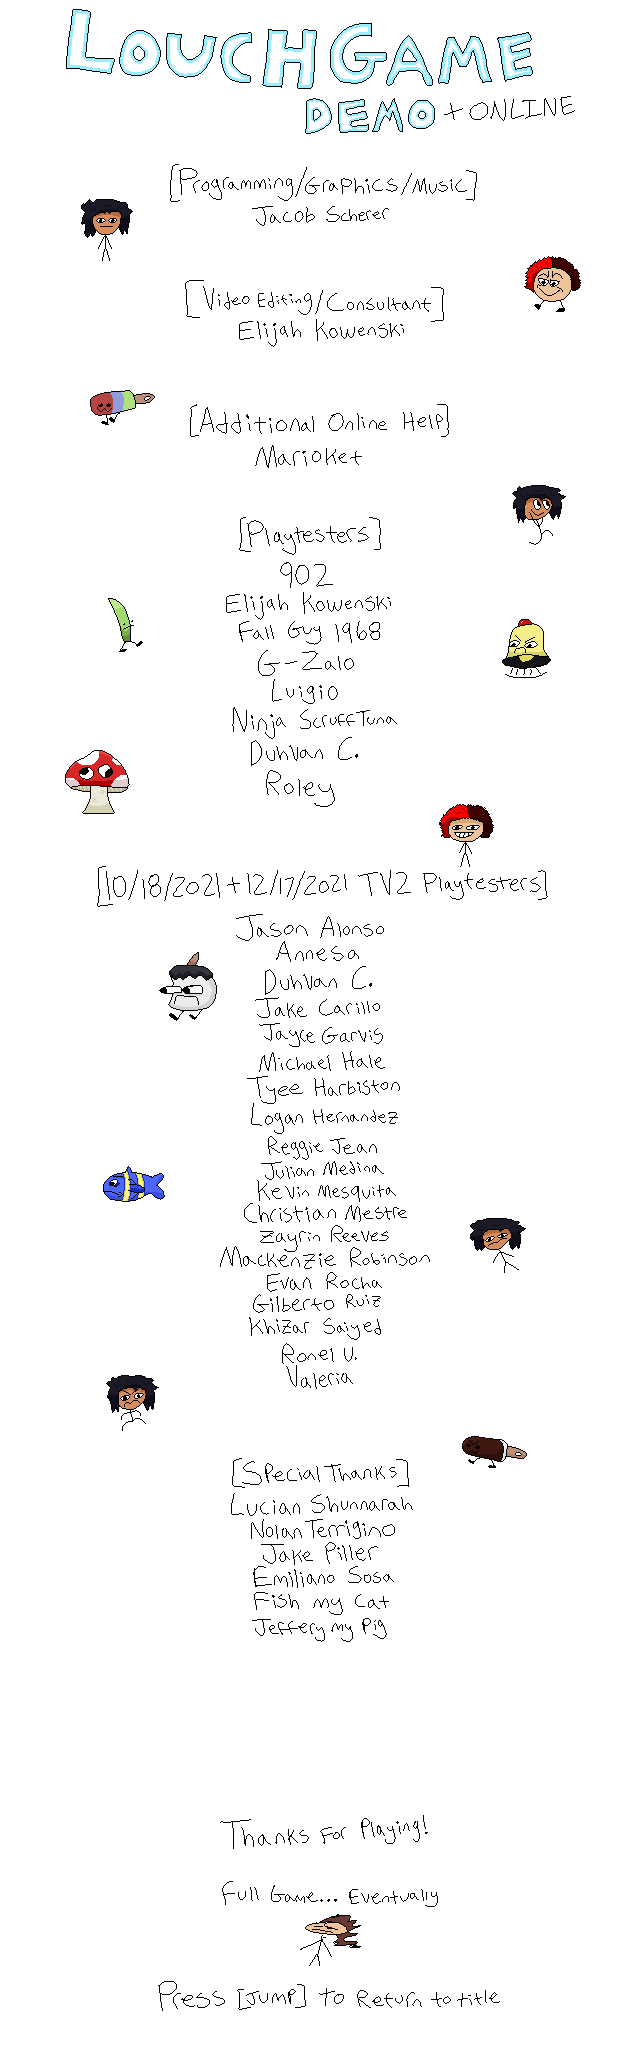 LOUCHGAME
DEMO + ONLINE
[Programming/Graphics/Music]
Jacob Scherer
[Video Editing/Consultant]
Elijah Kowenski
[Additional Online Help]
Marioket
[Playtesters]
902
Elijah Kowenski
Fall Guy 1968
G-Zalo
Luigio
Ninja ScruffTuna
Duhvan C.
Roley
[10/18/2021+12/17/2021 TV2 Playtesters]
Jason Alonso
Annesa
Duhvan C.
Jake Carillo
Jayce Garvis
Michael Hale
Tyee Harbiston
Logan Hernandez
Reggie Jean
Julian Medina
Kevin Mesquita
Christian Mestre
Zayrin Reeves
Mackenzie Robinson
Evan Rocha
Gilberto Ruiz
Khizar Saiyed
Ronel U.
Valeria
[Special Thanks]
Lucian Shunnarah
Nolan Terrigino
Jake Piller
Emiliano Sosa
Fish my cat
Jeffery my Pig
Thanks for Playing!
Full Game... Eventually
Press [JUMP] to Return to title